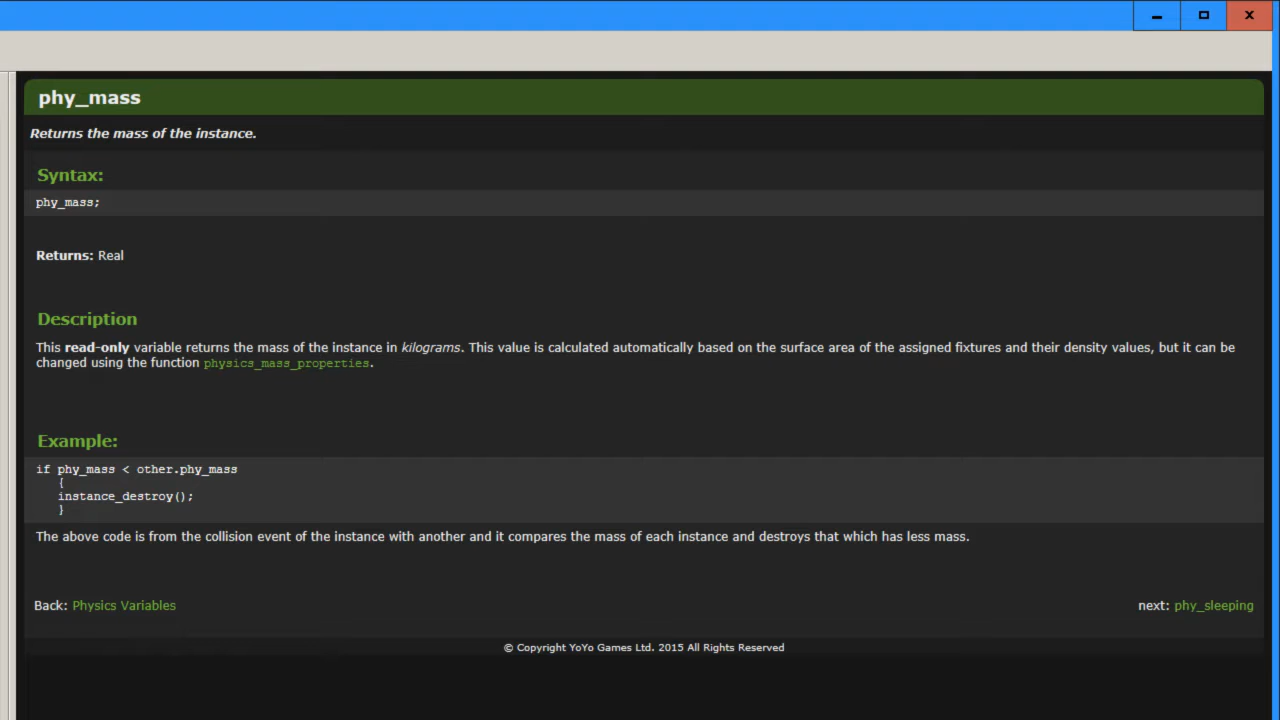 phy_mass
Returns the mass of the instance.
Syntax:
phy_mass;
Returns: Real
Description
This read-only variable returns the mass of the instance in kilograms. This value is calculated automatically based on the surface area of the assigned fixtures and their density values, but it can be
changed using the function physics_mass_properties.
Example:
if phy_mass < other.phy_mass
{
instance_destroy();
}
The above code is from the collision event of the instance with another and it compares the mass of each instance and destroys that which has less mass.
Back: Physics Variables
next: phy_sleeping
© Copyright YoYo Games Ltd. 2015 All Rights Reserved